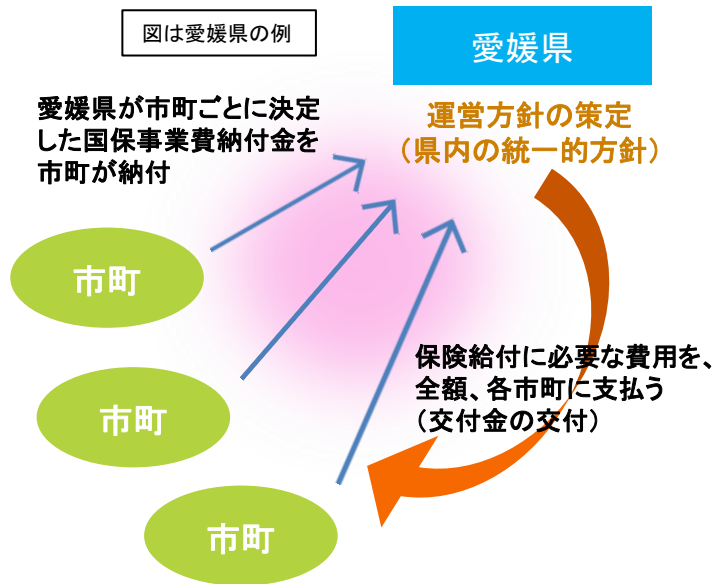 図は愛媛県の例
愛媛県
愛媛県が市町ごとに決定
した国保事業費納付金を
市町が納付
運営方針の策定
（県内の統一的方針）
市町
市町
市町
保険給付に必要な費用を、
全額、各市町に支払う
（交付金の交付）